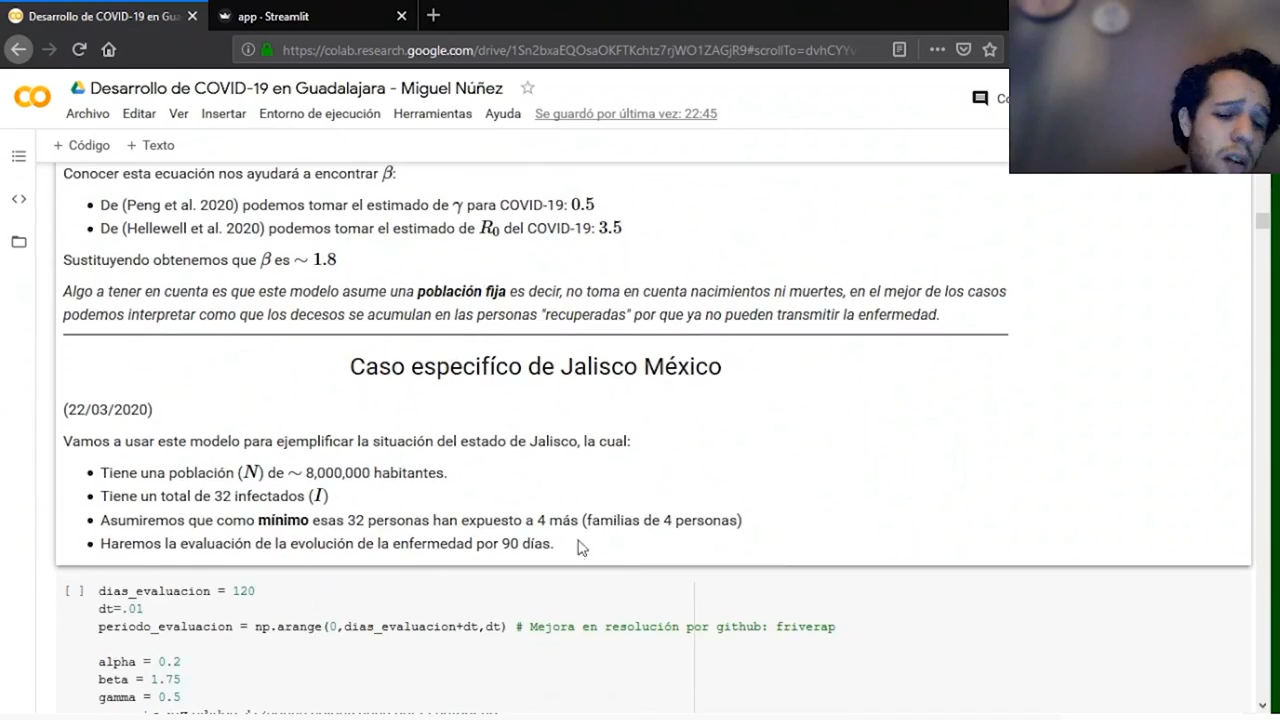 Desarrollo de COVID-19 en Gua
app - Streamlit
https://colab.research.google.com/drive/1Sn2bxaEQOsaOKFTKchtz7rjWO1ZAGjR9#scrollTo=dvhCYY
Desarrollo de COVID-19 en Guadalajara - Miguel Núñez
Archivo Editar Ver Insertar Entorno de ejecución Herramientas Ayuda Se guardó por última vez: 22:45
+ Código + Texto
Conocer esta ecuación nos ayudará a encontrar β:
• De (Peng et al. 2020) podemos tomar el estimado de γ para COVID-19: 0.5
• De (Hellewell et al. 2020) podemos tomar el estimado de R₀ del COVID-19: 3.5
Sustituyendo obtenemos que β es ∼ 1.8
Algo a tener en cuenta es que este modelo asume una población fija es decir, no toma en cuenta nacimientos ni muertes, en el mejor de los casos
podemos interpretar como que los decesos se acumulan en las personas "recuperadas" por que ya no pueden transmitir la enfermedad.
Caso especifíco de Jalisco México
(22/03/2020)
Vamos a usar este modelo para ejemplificar la situación del estado de Jalisco, la cual:
• Tiene una población (N) de ∼ 8,000,000 habitantes.
• Tiene un total de 32 infectados (I)
• Asumiremos que como mínimo esas 32 personas han expuesto a 4 más (familias de 4 personas)
• Haremos la evaluación de la evolución de la enfermedad por 90 días.
[ ] dias_evaluacion = 120
dt=.01
periodo_evaluacion = np.arange(0,dias_evaluacion+dt,dt) # Mejora en resolución por github: friverap
alpha = 0.2
beta = 1.75
gamma = 0.5